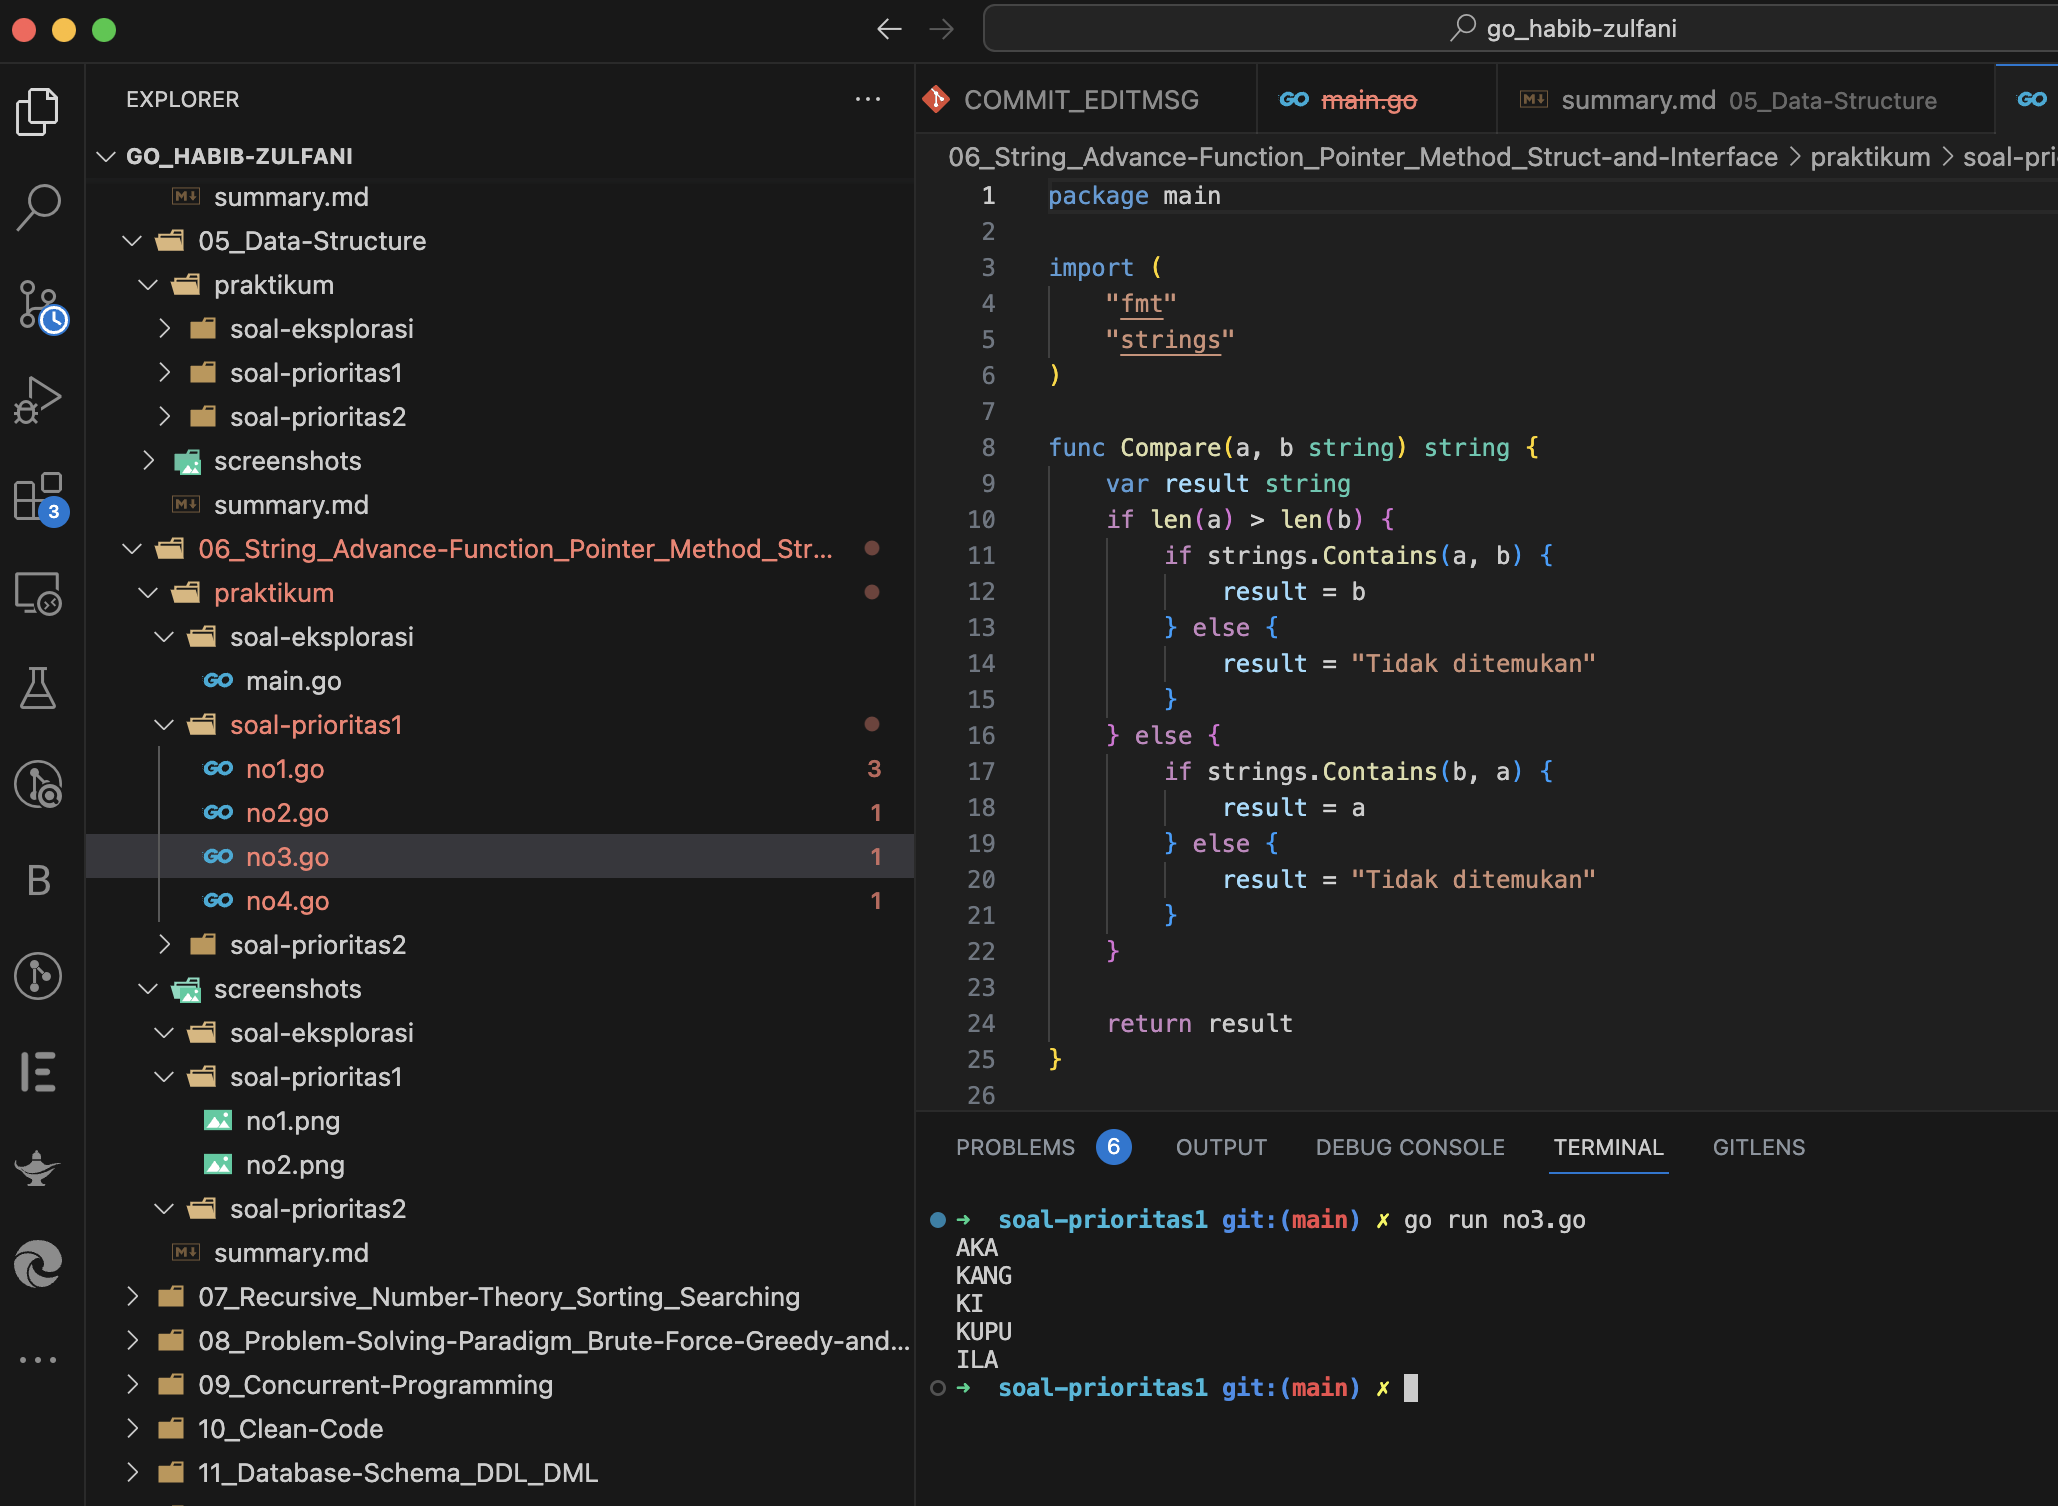 go_habib-zulfani
EXPLORER
GO_HABIB-ZULFANI
summary.md
05_Data-Structure
praktikum
soal-eksplorasi
soal-prioritas1
soal-prioritas2
screenshots
summary.md
06_String_Advance-Function_Pointer_Method_Str...
praktikum
soal-eksplorasi
GO main.go
soal-prioritas1
GO no1.go 3
GO no2.go 1
GO no3.go 1
GO no4.go 1
soal-prioritas2
screenshots
soal-eksplorasi
soal-prioritas1
no1.png
no2.png
soal-prioritas2
summary.md
07_Recursive_Number-Theory_Sorting_Searching
08_Problem-Solving-Paradigm_Brute-Force-Greedy-and...
09_Concurrent-Programming
10_Clean-Code
11_Database-Schema_DDL_DML
3
B
COMMIT_EDITMSG GO main.go summary.md 05_Data-Structure GO
06_String_Advance-Function_Pointer_Method_Struct-and-Interface > praktikum > soal-pri
1 package main
2
3 import (
4 "fmt"
5 "strings"
6 )
7
8 func Compare(a, b string) string {
9 var result string
10 if len(a) > len(b) {
11 if strings.Contains(a, b) {
12 result = b
13 } else {
14 result = "Tidak ditemukan"
15 }
16 } else {
17 if strings.Contains(b, a) {
18 result = a
19 } else {
20 result = "Tidak ditemukan"
21 }
22 }
23
24 return result
25 }
26
PROBLEMS 6 OUTPUT DEBUG CONSOLE TERMINAL GITLENS
➜ soal-prioritas1 git:(main) ✗ go run no3.go
AKA
KANG
KI
KUPU
ILA
➜ soal-prioritas1 git:(main) ✗